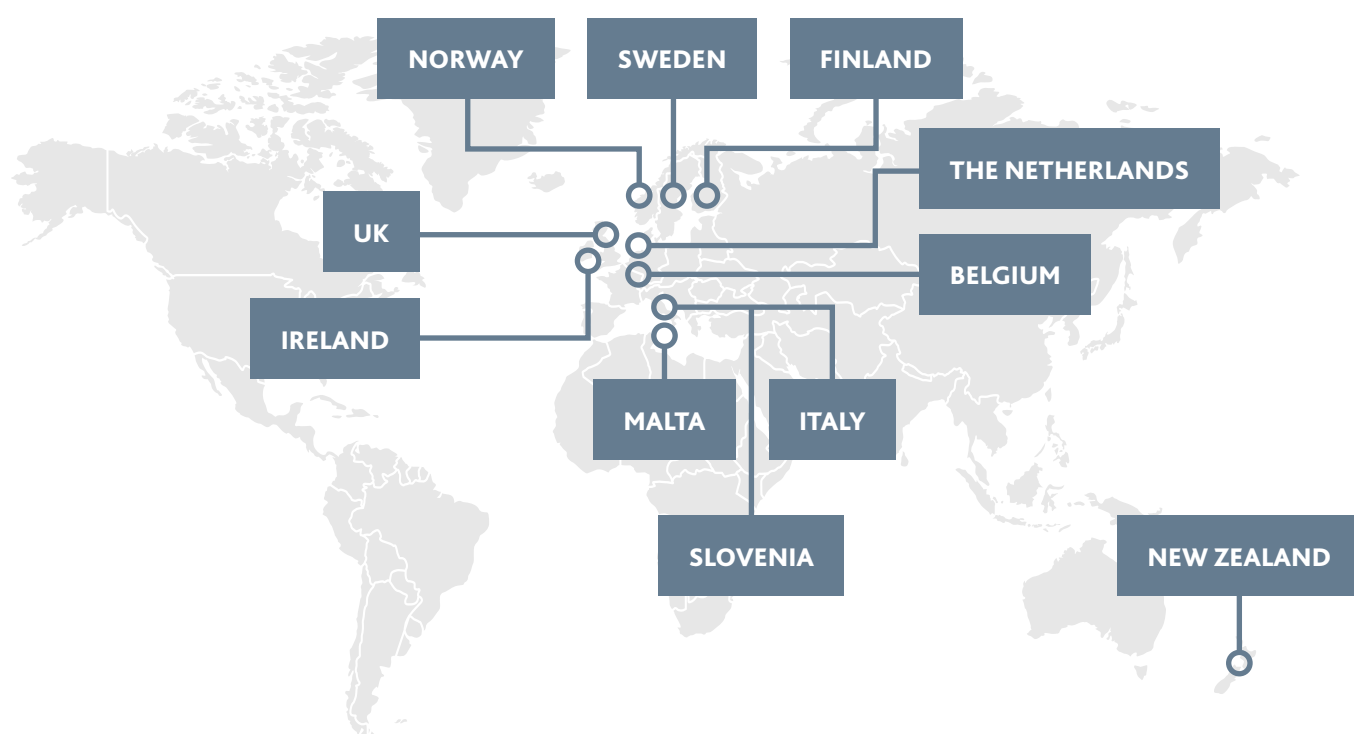 NORWAY
SWEDEN
FINLAND
THE NETHERLANDS
UK
BELGIUM
IRELAND
MALTA
ITALY
SLOVENIA
NEW ZEALAND